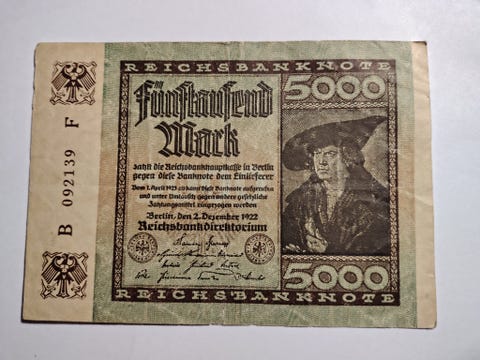 REICHSBANKNOTE
5000
Fünftausend
Mark
zahlt die Reichsbankhauptkasse in Berlin
gegen diese Banknote dem Einlieferer
Vom 1. April 1923 ab kann diese Banknote aufgerufen
und unter Umtausch gegen andere gesetzliche
Zahlungsmittel eingezogen werden
Berlin, den 2. Dezember 1922
Reichsbankdirektorium
5000
REICHSBANKNOTE
B 092139 F